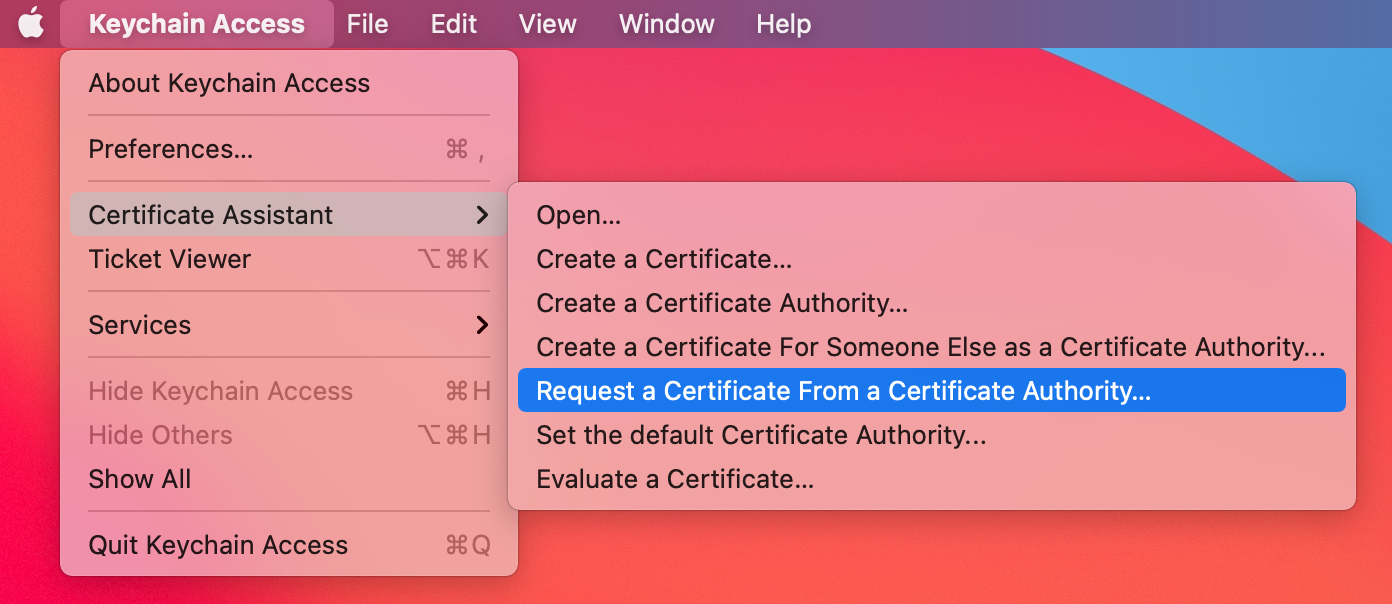 Keychain Access File Edit View Window Help
About Keychain Access
Preferences... ⌘ ,
Certificate Assistant
Ticket Viewer ⌥⌘K
Services
Hide Keychain Access ⌘H
Hide Others ⌥⌘H
Show All
Quit Keychain Access ⌘Q
Open...
Create a Certificate...
Create a Certificate Authority...
Create a Certificate For Someone Else as a Certificate Authority...
Request a Certificate From a Certificate Authority...
Set the default Certificate Authority...
Evaluate a Certificate...